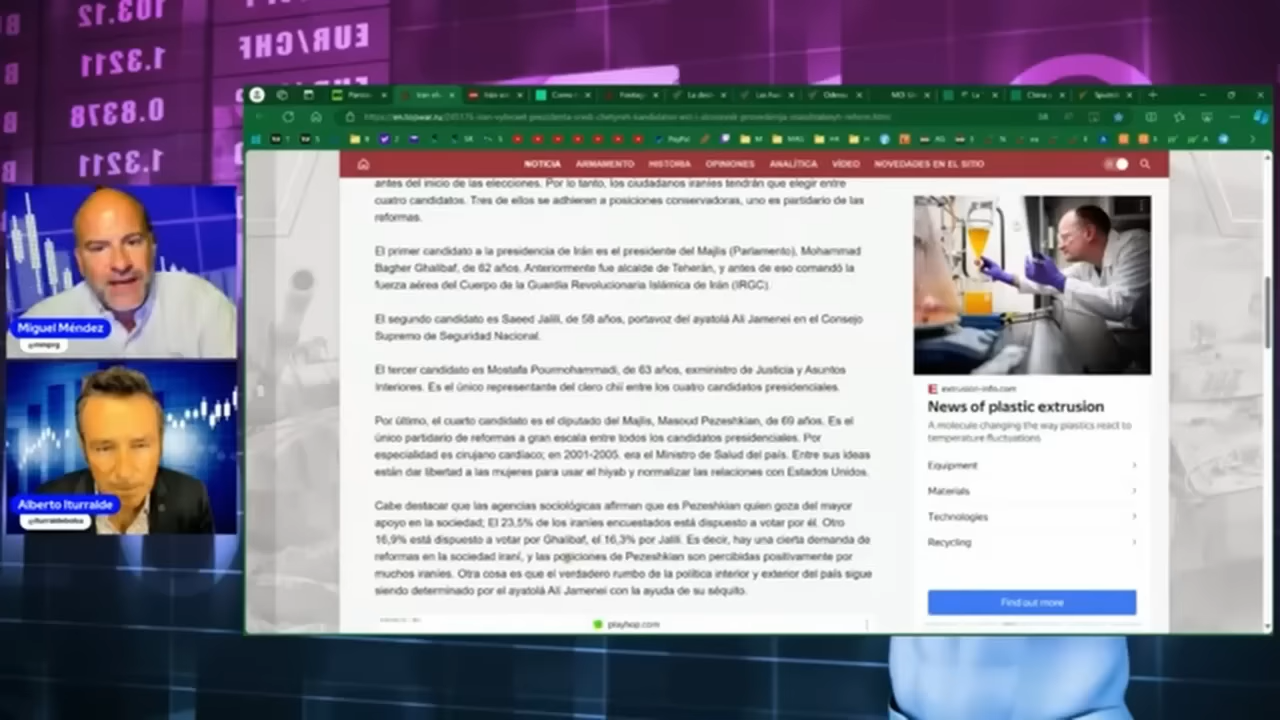 103.12
EUR/CHF
1.3211
0.8378
1.3211
NOTICIA ARMAMENTO HISTORIA OPINIONES ANALÍTICA VÍDEO NOVEDADES EN EL SITIO
antes del inicio de las elecciones. Por lo tanto, los ciudadanos iraníes tendrán que elegir entre
cuatro candidatos. Tres de ellos se adhieren a posiciones conservadoras, uno es partidario de las
reformas.
El primer candidato a la presidencia de Irán es el presidente del Majlis (Parlamento), Mohammad
Bagher Ghalibaf, de 62 años. Anteriormente fue alcalde de Teherán, y antes de eso comandó la
fuerza aérea del Cuerpo de la Guardia Revolucionaria Islámica de Irán (IRGC).
El segundo candidato es Saeed Jalili, de 58 años, portavoz del ayatolá Ali Jamenei en el Consejo
Supremo de Seguridad Nacional.
El tercer candidato es Mostafa Pourmohammadi, de 63 años, exministro de Justicia y Asuntos
Interiores. Es el único representante del clero chií entre los cuatro candidatos presidenciales.
Por último, el cuarto candidato es el diputado del Majlis, Masoud Pezeshkian, de 69 años. Es el
único partidario de reformas a gran escala entre todos los candidatos presidenciales. Por
especialidad es cirujano cardíaco; en 2001-2005. era el Ministro de Salud del país. Entre sus ideas
están dar libertad a las mujeres para usar el hiyab y normalizar las relaciones con Estados Unidos.
Cabe destacar que las agencias sociológicas afirman que es Pezeshkian quien goza del mayor
apoyo en la sociedad; El 23,5% de los iraníes encuestados está dispuesto a votar por él. Otro
16,9% está dispuesto a votar por Ghalibaf, el 16,3% por Jalili. Es decir, hay una cierta demanda de
reformas en la sociedad iraní, y las posiciones de Pezeshkian son percibidas positivamente por
muchos iraníes. Otra cosa es que el verdadero rumbo de la política interior y exterior del país sigue
siendo determinado por el ayatolá Ali Jamenei con la ayuda de su séquito.
playhop.com
extrusion-info.com
News of plastic extrusion
A molecule changing the way plastics react to
temperature fluctuations
Equipment
Materials
Technologies
Recycling
Find out more
Miguel Méndez
Alberto Iturralde
@iturraldebolsa